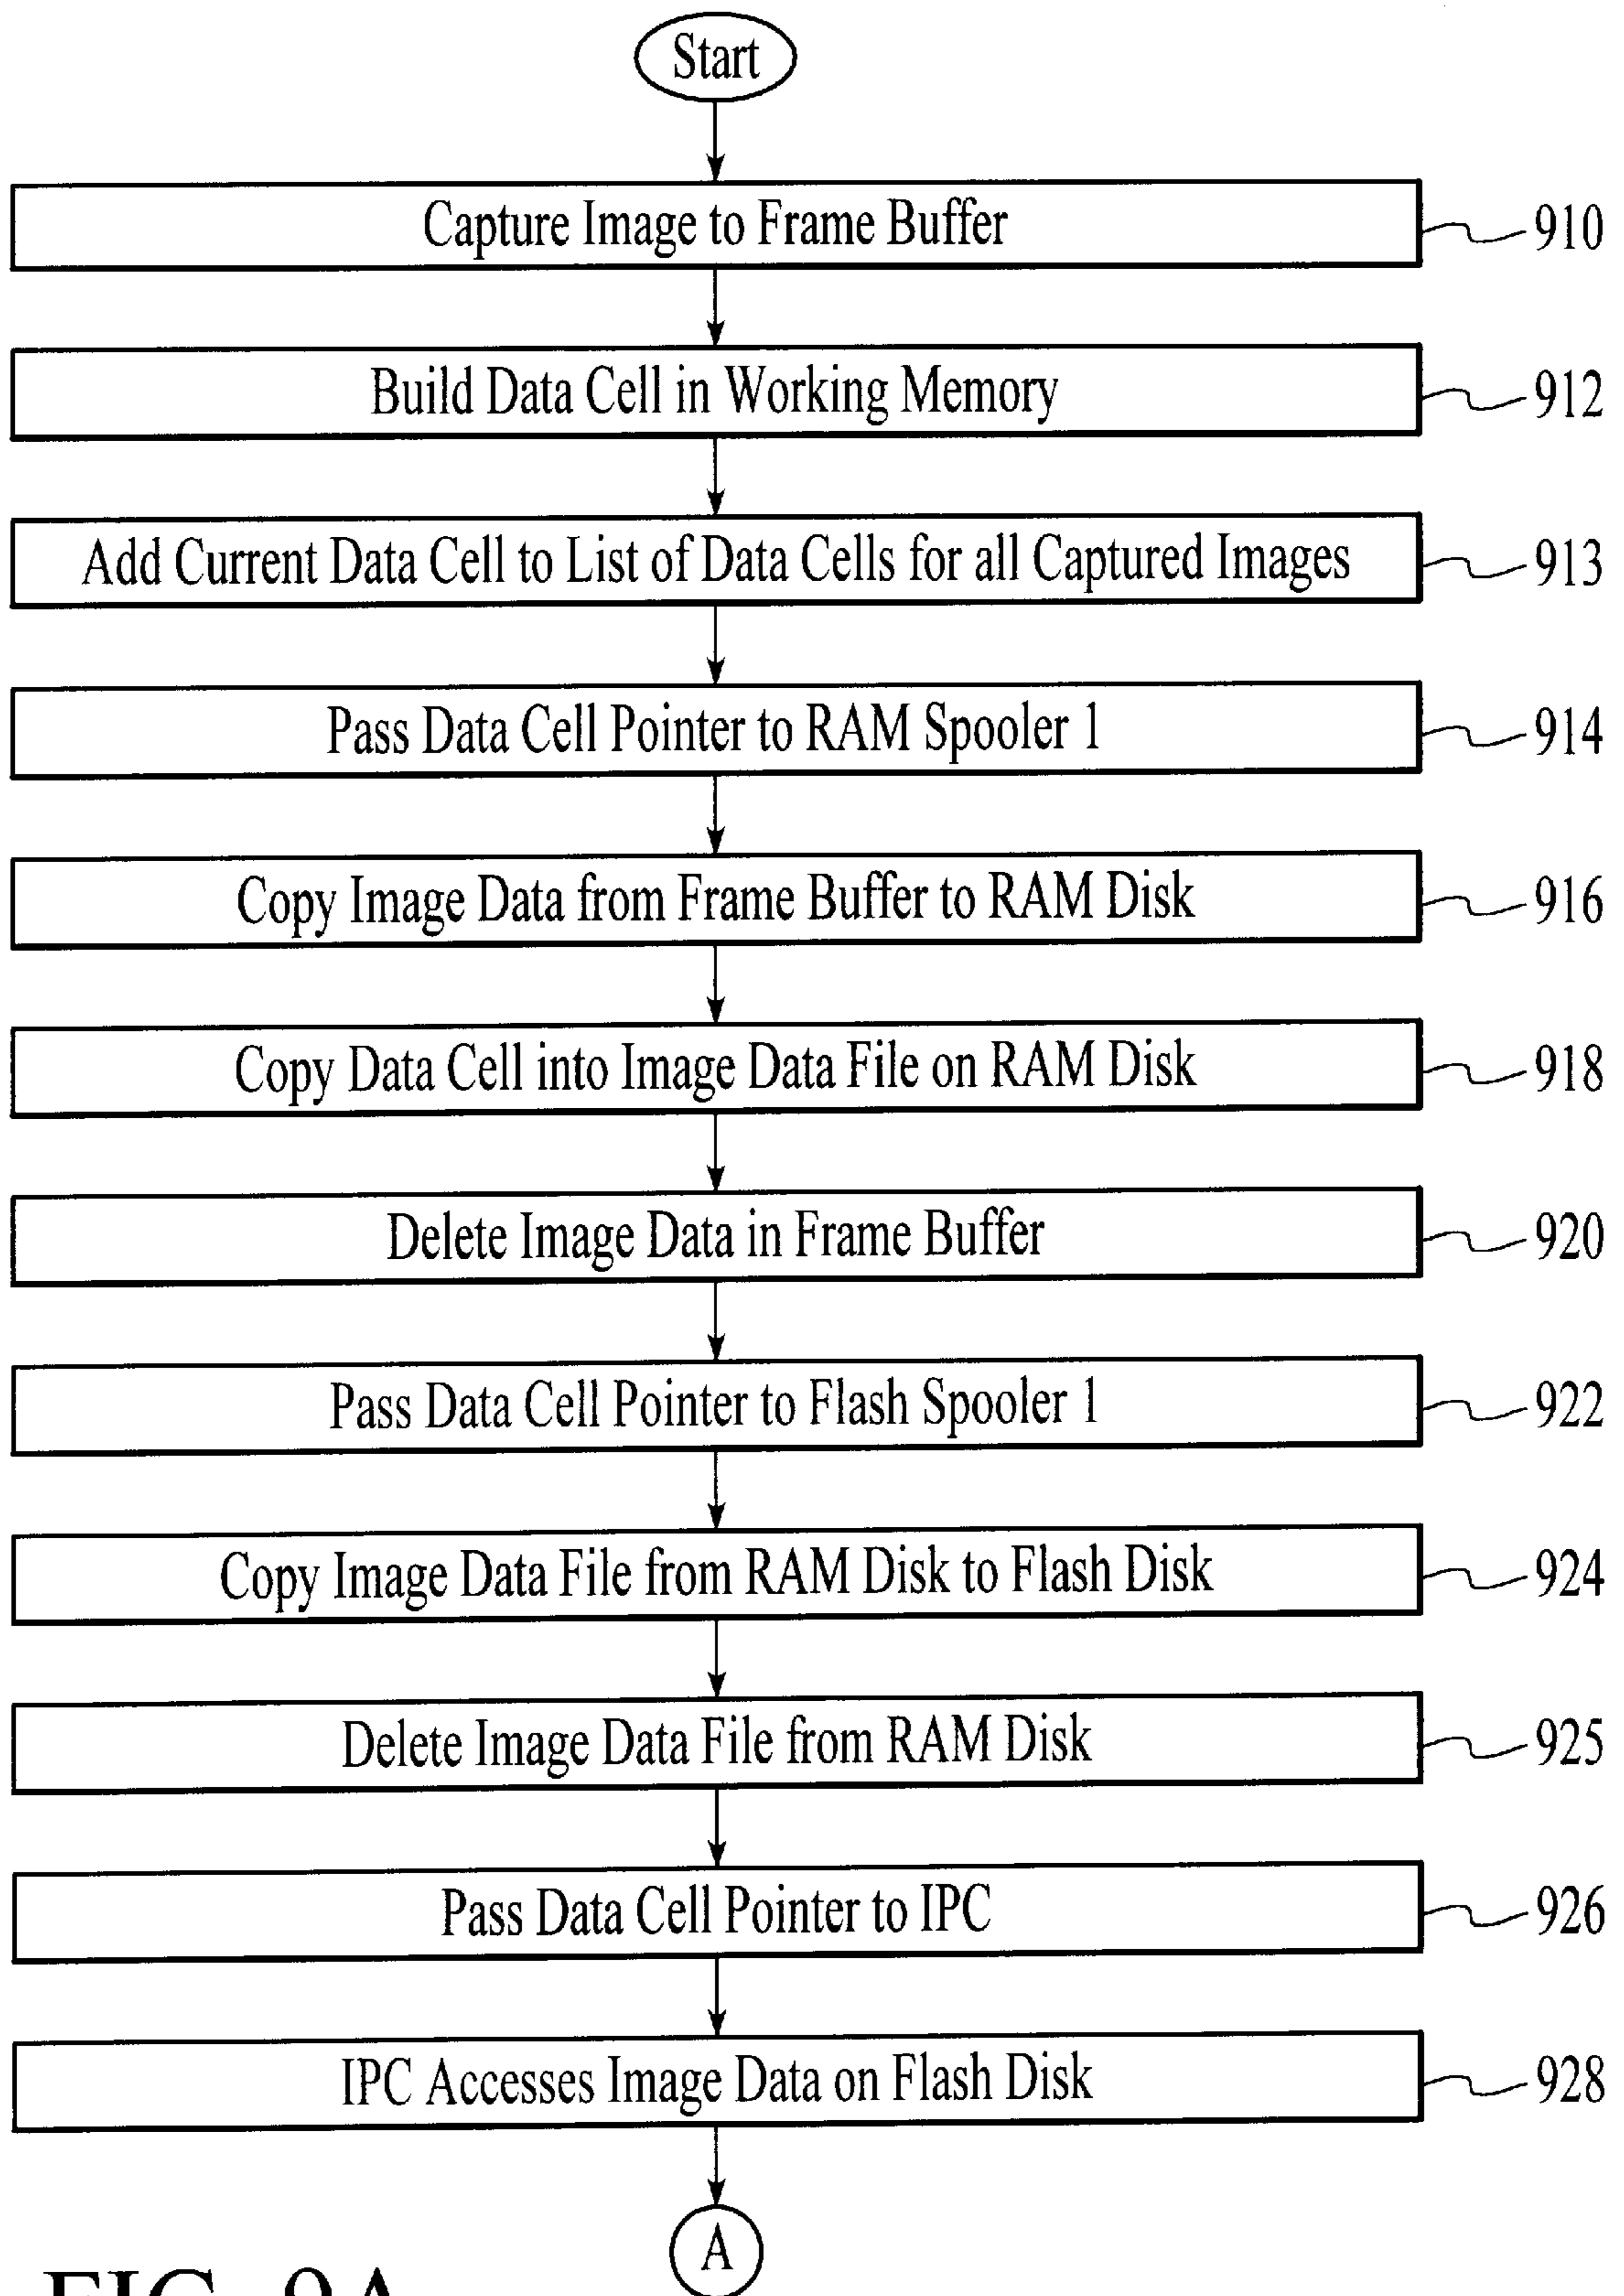 Start
Capture Image to Frame Buffer 910
Build Data Cell in Working Memory 912
Add Current Data Cell to List of Data Cells for all Captured Images 913
Pass Data Cell Pointer to RAM Spooler 1 914
Copy Image Data from Frame Buffer to RAM Disk 916
Copy Data Cell into Image Data File on RAM Disk 918
Delete Image Data in Frame Buffer 920
Pass Data Cell Pointer to Flash Spooler 1 922
Copy Image Data File from RAM Disk to Flash Disk 924
Delete Image Data File from RAM Disk 925
Pass Data Cell Pointer to IPC 926
IPC Accesses Image Data on Flash Disk 928
A
FIG. 9A